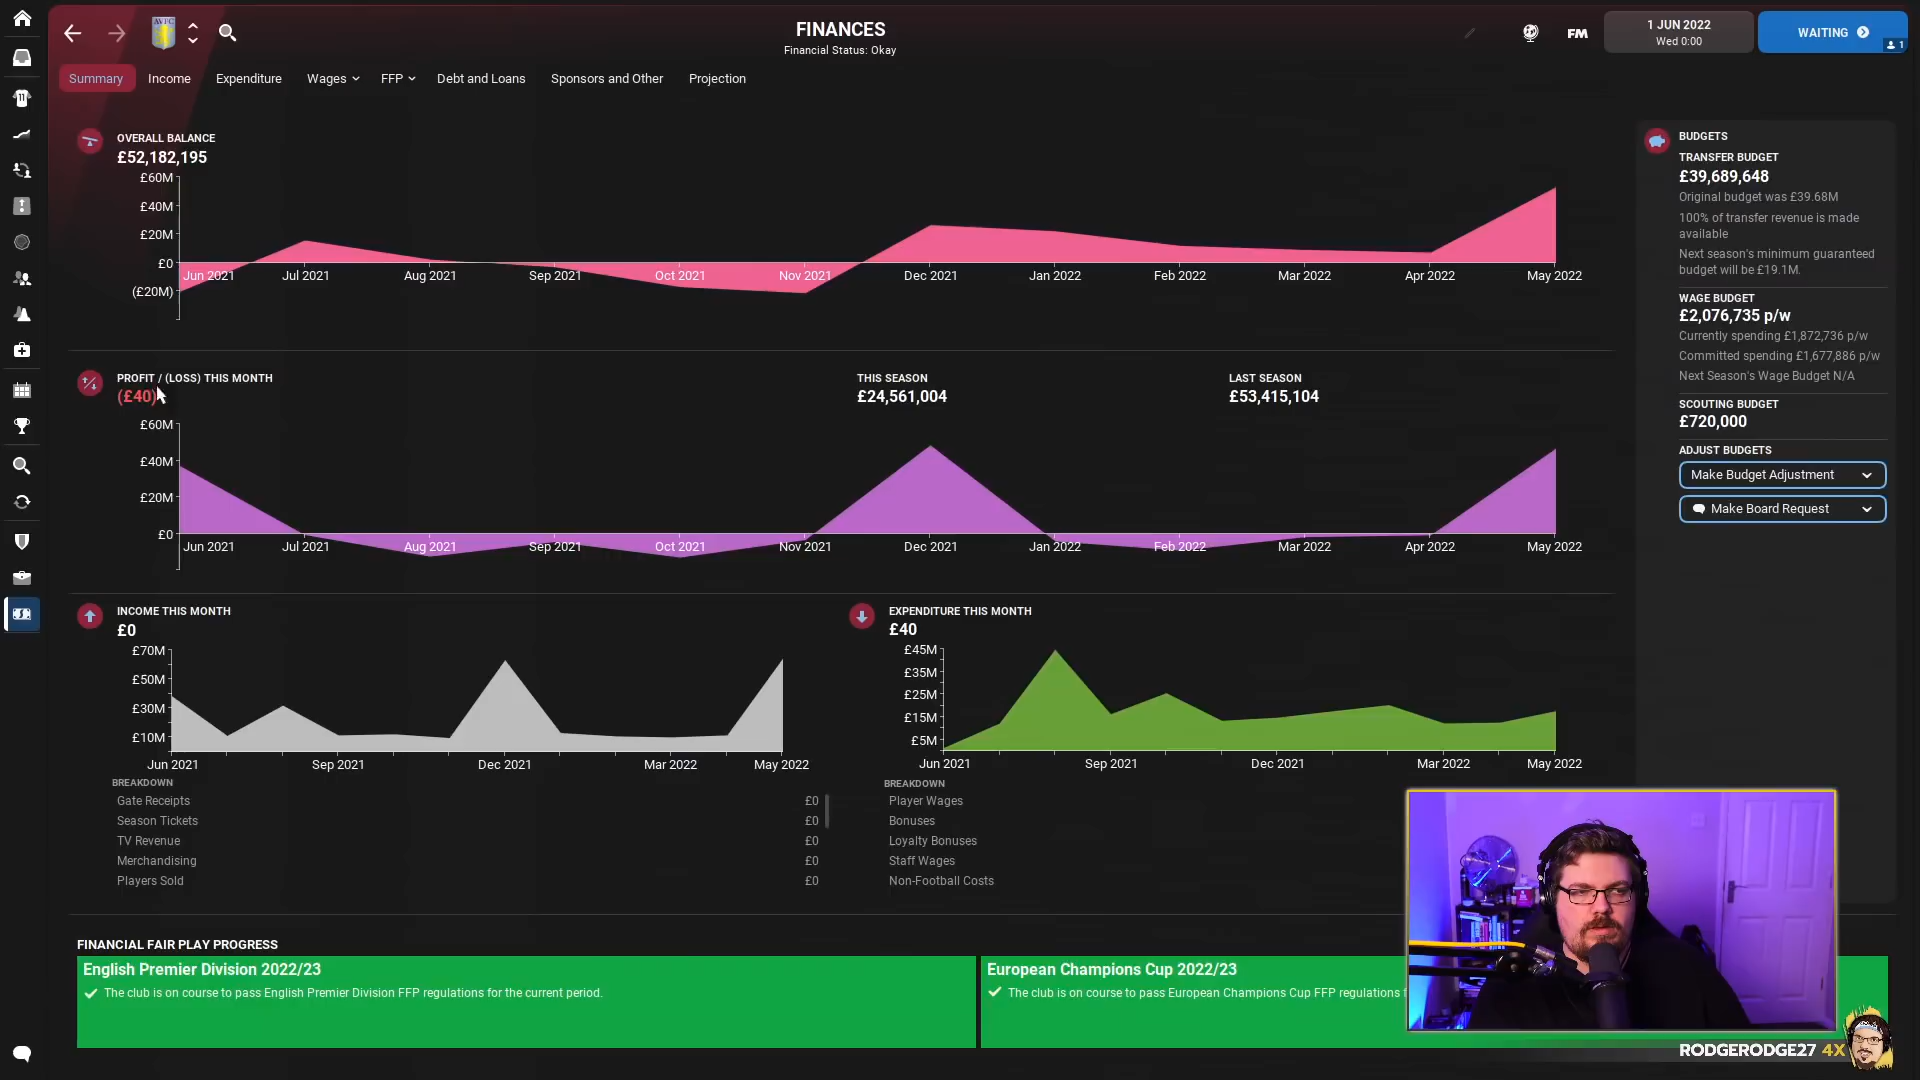 AVFC
FINANCES
Financial Status: Okay
FM
1 JUN 2022
Wed 0:00
WAITING
1
Summary
Income
Expenditure
Wages
FFP
Debt and Loans
Sponsors and Other
Projection
11
OVERALL BALANCE
£52,182,195
£60M
£40M
£20M
£0
(£20M)
Jun 2021
Jul 2021
Aug 2021
Sep 2021
Oct 2021
Nov 2021
Dec 2021
Jan 2022
Feb 2022
Mar 2022
Apr 2022
May 2022
PROFIT / (LOSS) THIS MONTH
(£40)
THIS SEASON
£24,561,004
LAST SEASON
£53,415,104
£60M
£40M
£20M
£0
Jun 2021
Jul 2021
Aug 2021
Sep 2021
Oct 2021
Nov 2021
Dec 2021
Jan 2022
Feb 2022
Mar 2022
Apr 2022
May 2022
INCOME THIS MONTH
£0
£70M
£50M
£30M
£10M
Jun 2021
Sep 2021
Dec 2021
Mar 2022
May 2022
BREAKDOWN
Gate Receipts £0
Season Tickets £0
TV Revenue £0
Merchandising £0
Players Sold £0
EXPENDITURE THIS MONTH
£40
£45M
£35M
£25M
£15M
£5M
Jun 2021
Sep 2021
Dec 2021
Mar 2022
May 2022
BREAKDOWN
Player Wages
Bonuses
Loyalty Bonuses
Staff Wages
Non-Football Costs
BUDGETS
TRANSFER BUDGET
£39,689,648
Original budget was £39.68M
100% of transfer revenue is made
available
Next season's minimum guaranteed
budget will be £19.1M.
WAGE BUDGET
£2,076,735 p/w
Currently spending £1,872,736 p/w
Committed spending £1,677,886 p/w
Next Season's Wage Budget N/A
SCOUTING BUDGET
£720,000
ADJUST BUDGETS
Make Budget Adjustment
Make Board Request
FINANCIAL FAIR PLAY PROGRESS
English Premier Division 2022/23
The club is on course to pass English Premier Division FFP regulations for the current period.
European Champions Cup 2022/23
The club is on course to pass European Champions Cup FFP regulations
RODGERODGE27 4X